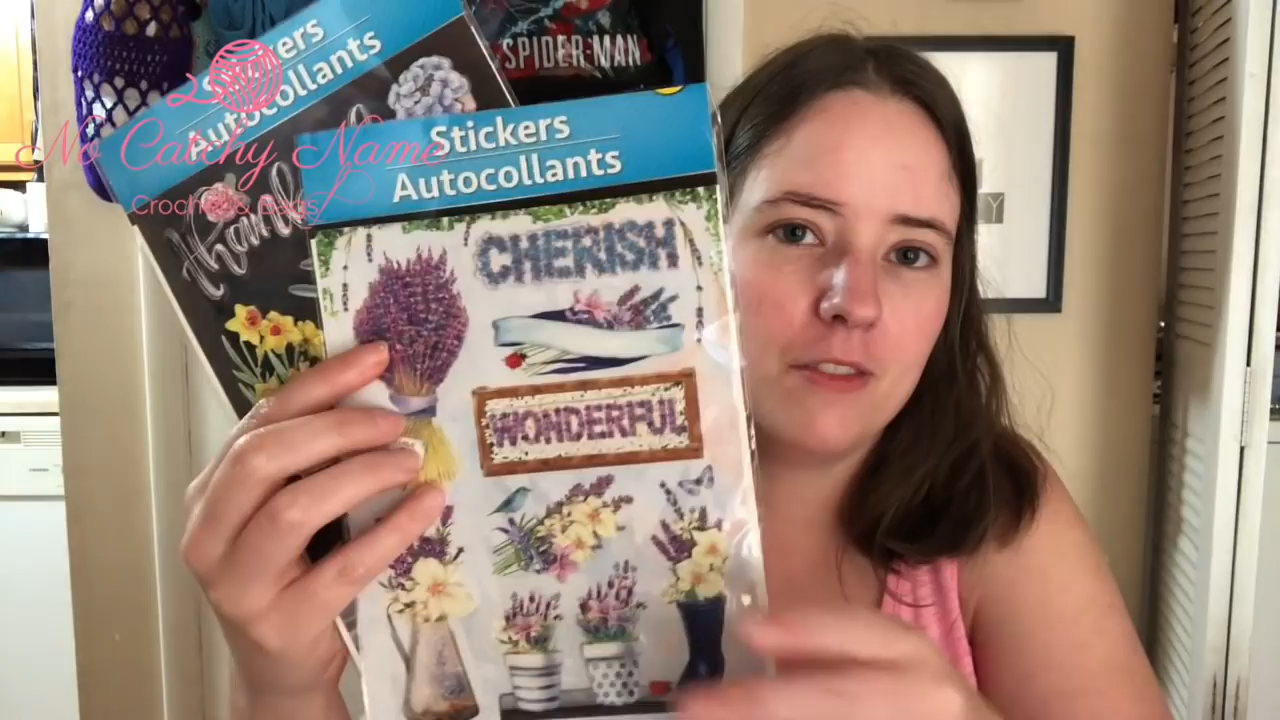 SPIDER-MAN
Stickers
Autocollants
No Catchy Name
Crochet & Bags
Stickers
Autocollants
thank
CHERISH
WONDERFUL
Y